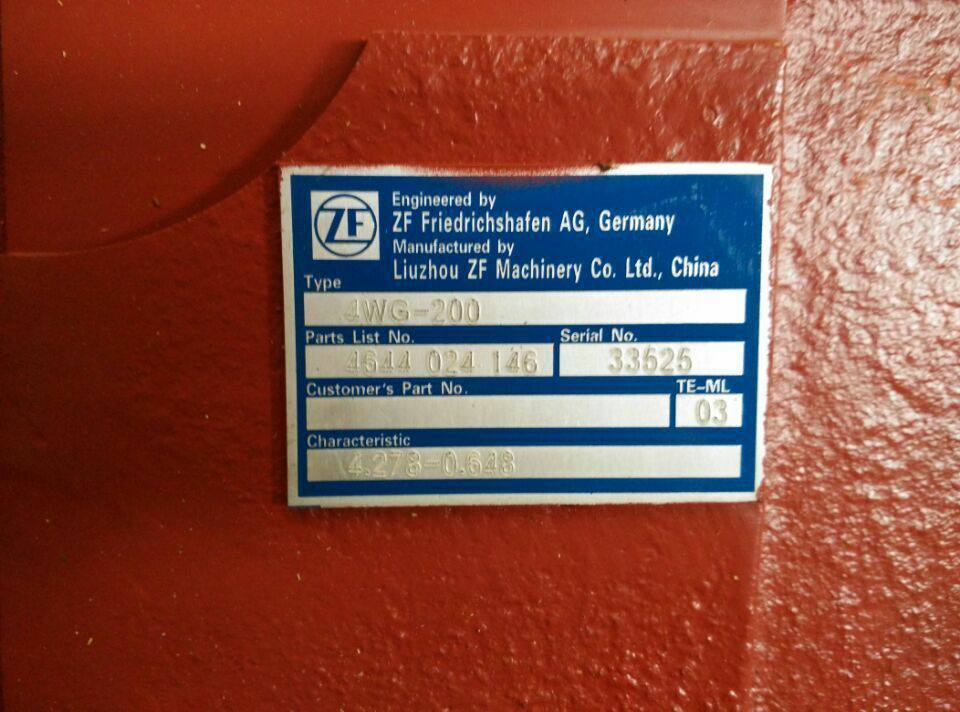 ZF
Engineered by
ZF Friedrichshafen AG, Germany
Manufactured by
Liuzhou ZF Machinery Co. Ltd., China
Type
4WG-200
Parts List No.
Serial No.
4644 024 146
33525
Customer's Part No.
TE-ML
03
Characteristic
4.278-0.643